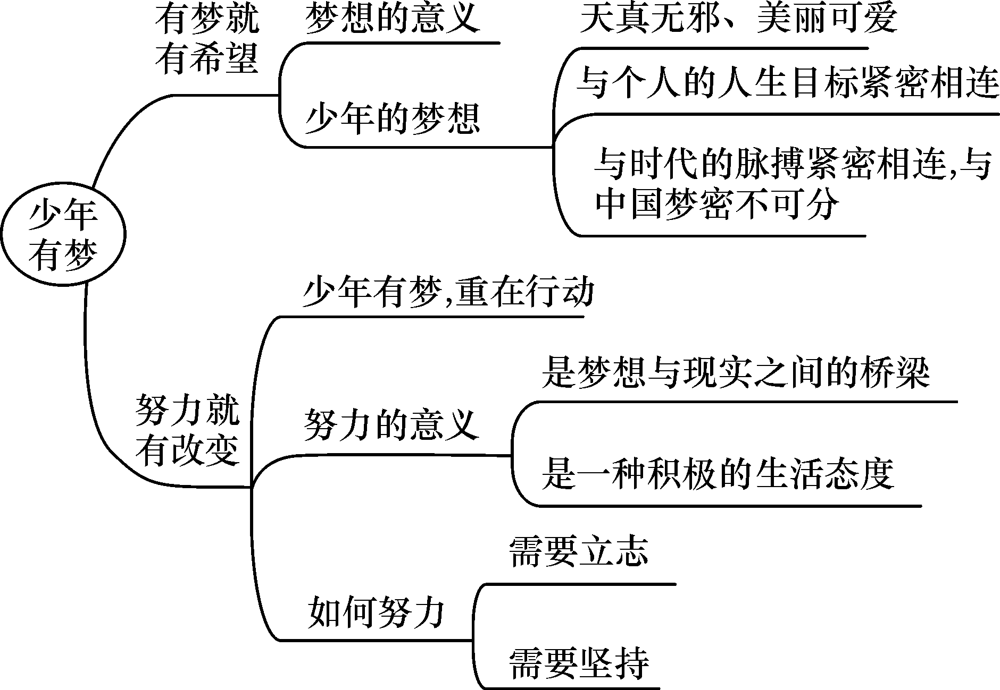 少年
有梦
有梦就
有希望
梦想的意义
少年的梦想
天真无邪、美丽可爱
与个人的人生目标紧密相连
与时代的脉搏紧密相连,与
中国梦密不可分
努力就
有改变
少年有梦,重在行动
努力的意义
是梦想与现实之间的桥梁
是一种积极的生活态度
如何努力
需要立志
需要坚持